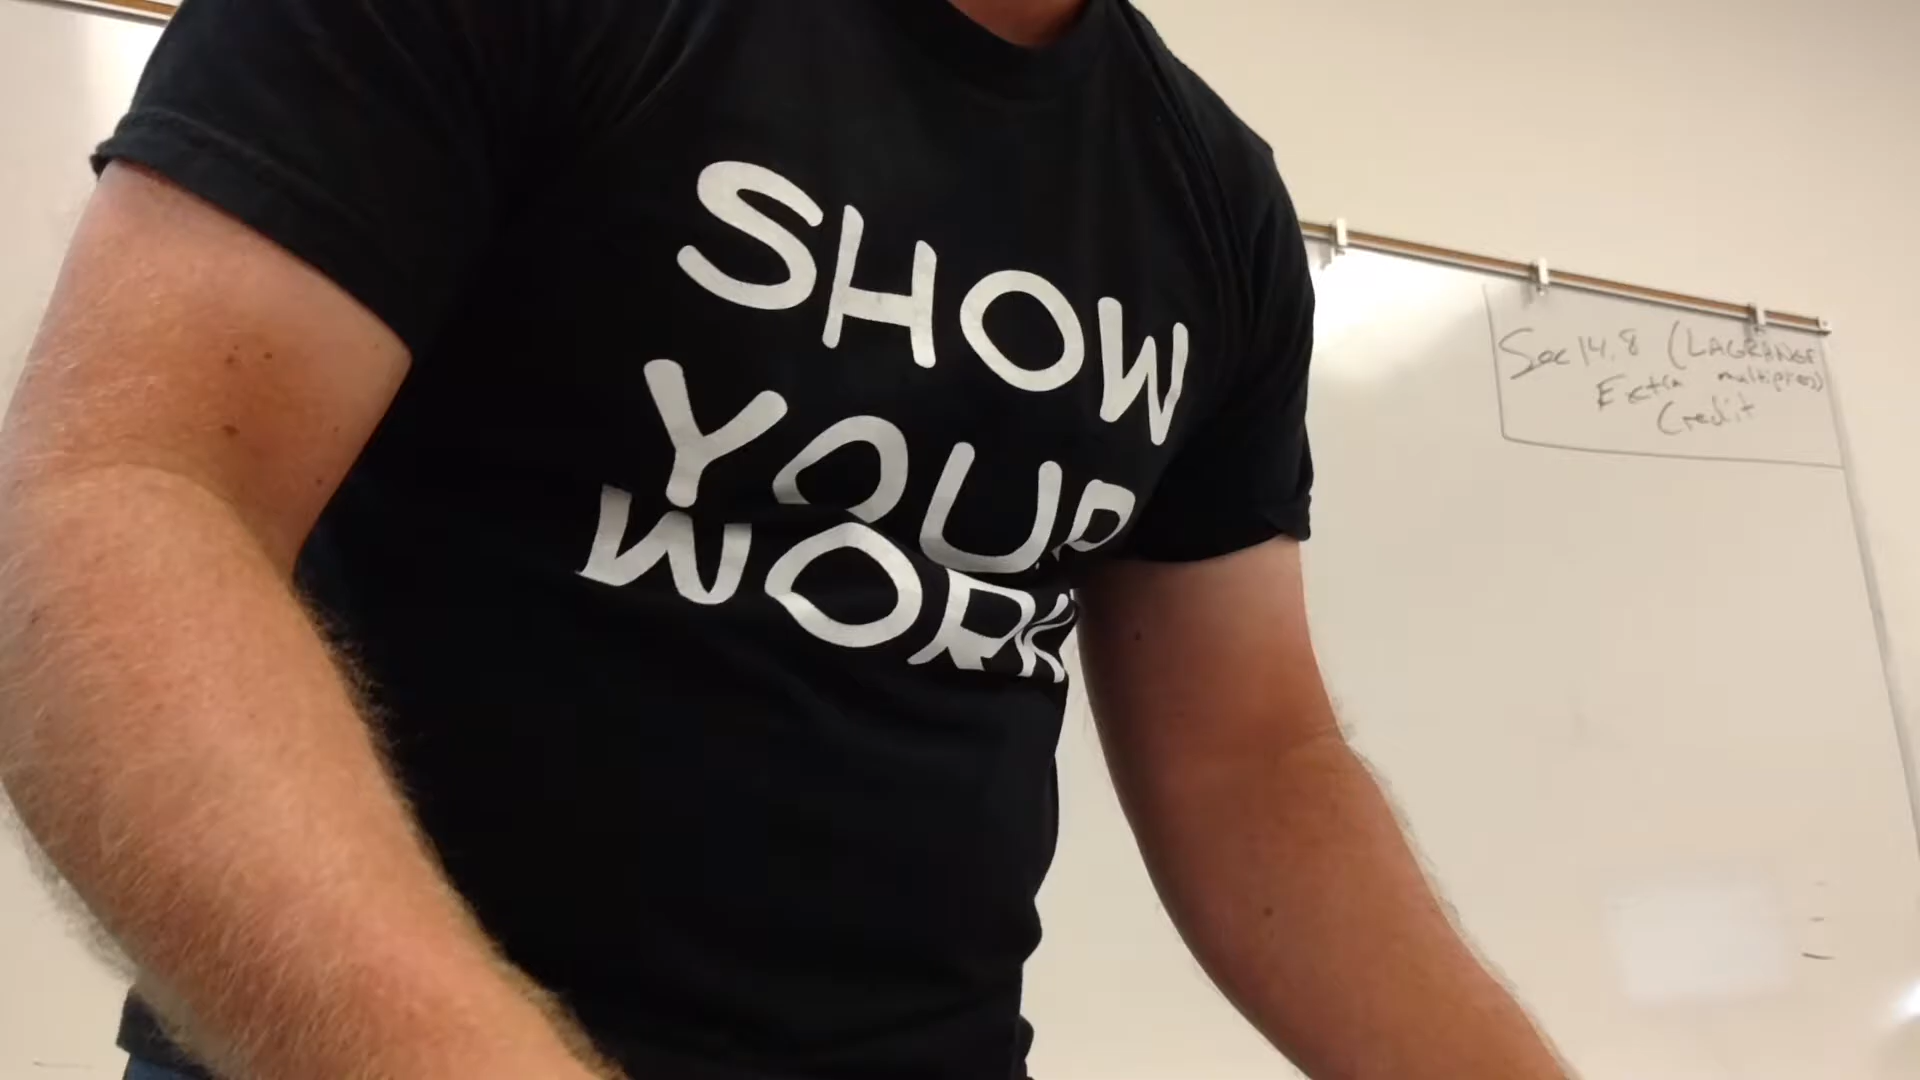 SHOW
YOUR
WORK
Sec 14.8 (LAGRANGE
Extra multipliers)
Credit